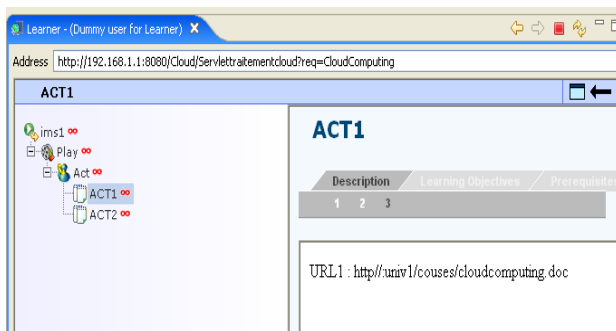 Learner - (Dummy user for Learner)
Address http://192.168.1.1:8080/Cloud/Servlettraitementcloud?req=CloudComputing
ACT1
ims1
Play
Act
ACT1
ACT2
ACT1
Description Learning Objectives Prerequisites
1 2 3
URL1 : http//:univ1/couses/cloudcomputing.doc